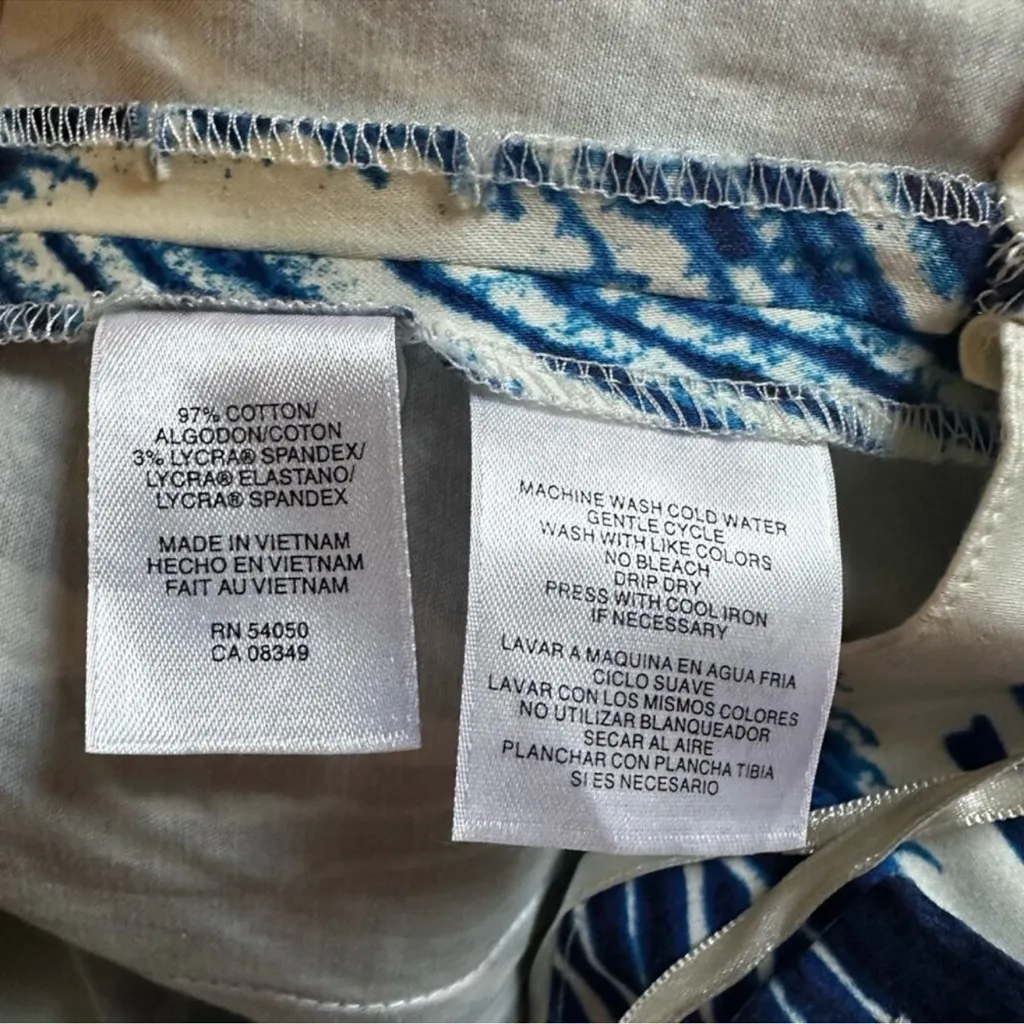 97% COTTON/
ALGODON/COTON
3% LYCRA® SPANDEX/
LYCRA® ELASTANO/
LYCRA® SPANDEX
MADE IN VIETNAM
HECHO EN VIETNAM
FAIT AU VIETNAM
RN 54050
CA 08349
MACHINE WASH COLD WATER
GENTLE CYCLE
WASH WITH LIKE COLORS
NO BLEACH
DRIP DRY
PRESS WITH COOL IRON
IF NECESSARY
LAVAR A MAQUINA EN AGUA FRIA
CICLO SUAVE
LAVAR CON LOS MISMOS COLORES
NO UTILIZAR BLANQUEADOR
SECAR AL AIRE
PLANCHAR CON PLANCHA TIBIA
SI ES NECESARIO